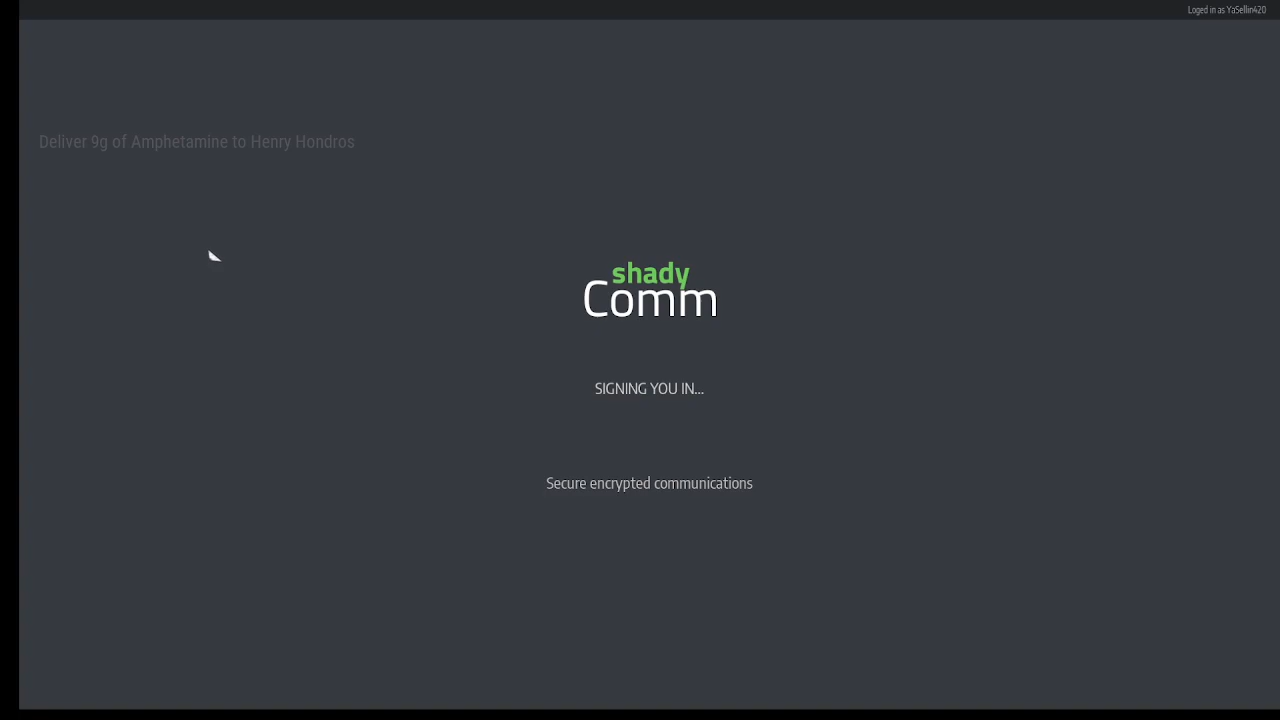 Loged in as YaSellin420
Deliver 9g of Amphetamine to Henry Hondros
shady
Comm
SIGNING YOU IN...
Secure encrypted communications